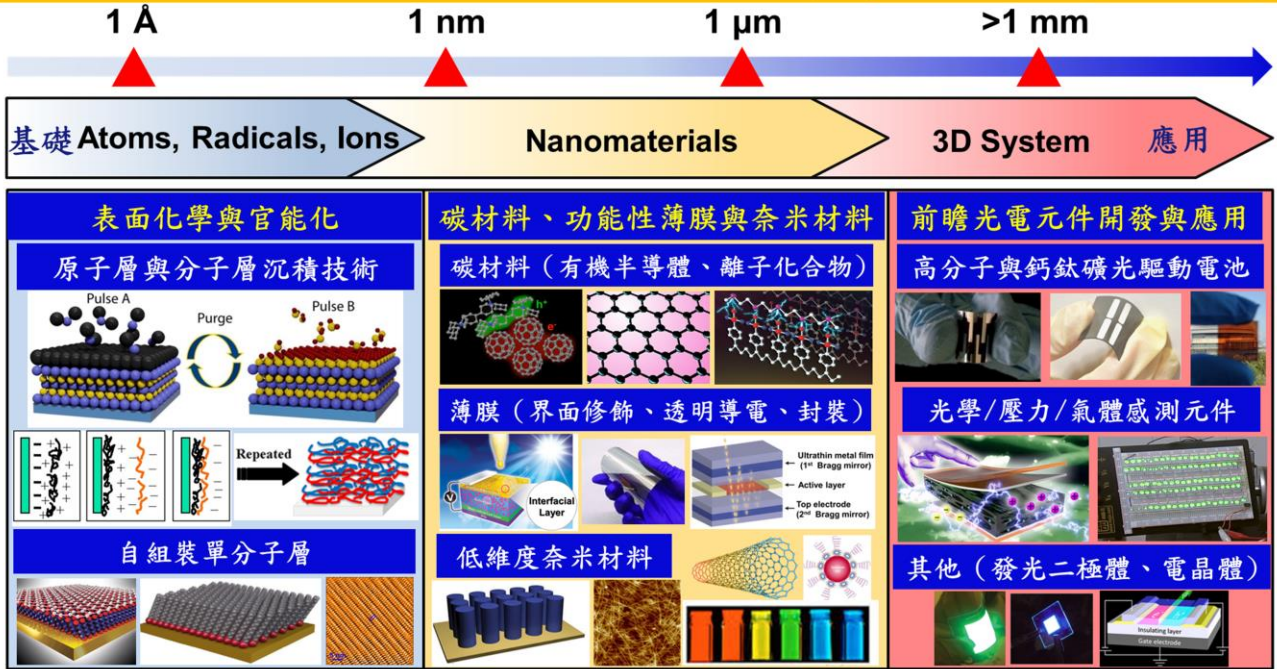 1 Å
1 nm
1 μm
>1 mm
基礎 Atoms, Radicals, Ions
Nanomaterials
3D System 應用
表面化學與官能化
原子層與分子層沉積技術
Pulse A
Purge
Pulse B
Repeated
自組裝單分子層
碳材料、功能性薄膜與奈米材料
碳材料（有機半導體、離子化合物）
h⁺
e⁻
薄膜（界面修飾、透明導電、封裝）
V
Interfacial
Layer
Ultrathin metal film
(1st Bragg mirror)
Active layer
Top electrode
(2nd Bragg mirror)
低維度奈米材料
前瞻光電元件開發與應用
高分子與鈣鈦礦光驅動電池
光學/壓力/氣體感測元件
其他（發光二極體、電晶體）
Insulating layer
Gate electrode